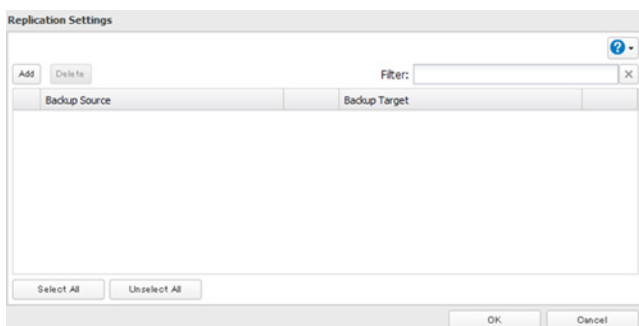 Replication Settings
?
Add Delete Filter:
Backup Source Backup Target
Select All Unselect All
OK Cancel